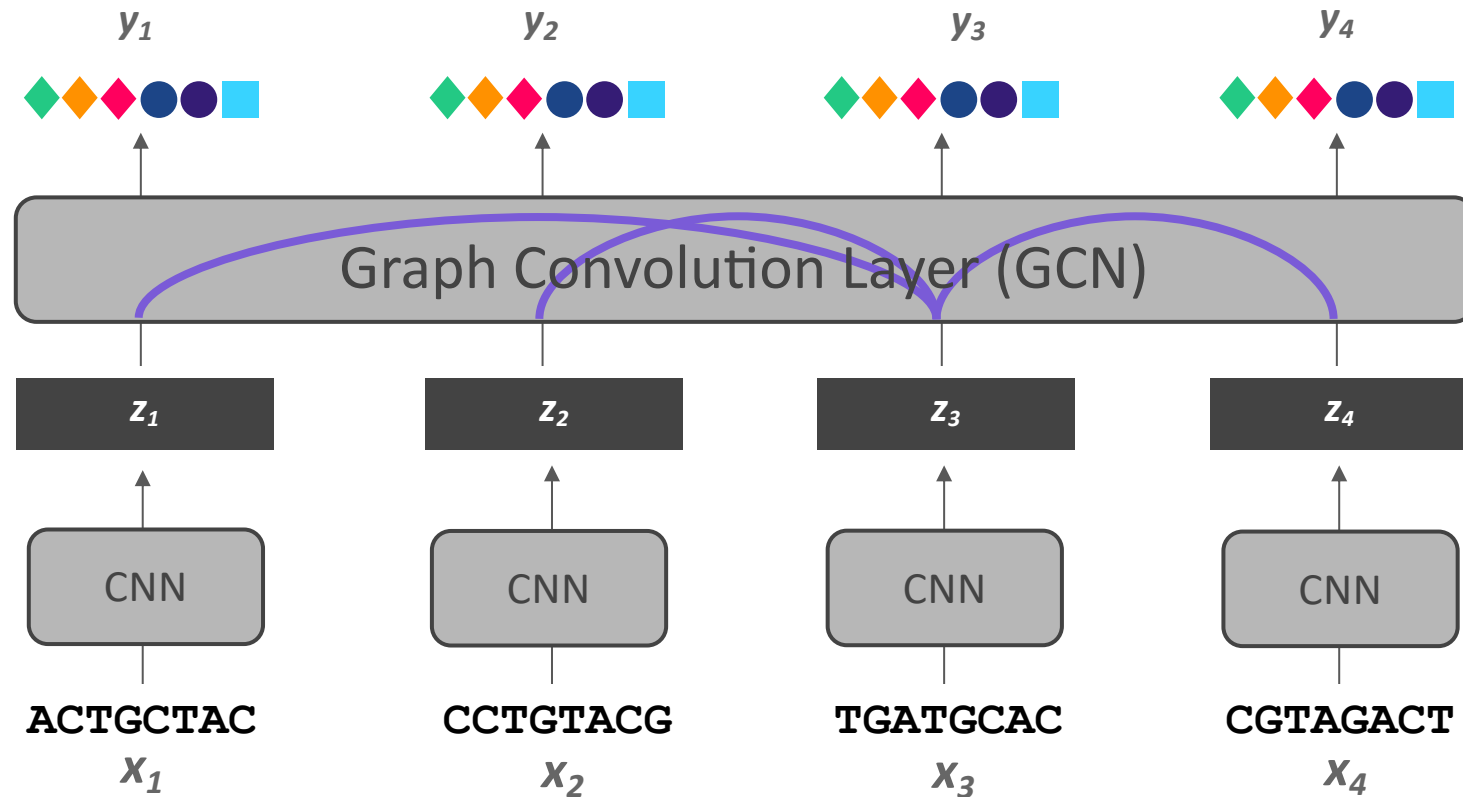 y1 y2 y3 y4
Graph Convolution Layer (GCN)
z1 z2 z3 z4
CNN CNN CNN CNN
ACTGCTAC CCTGTACG TGATGCAC CGTAGACT
x1 x2 x3 x4